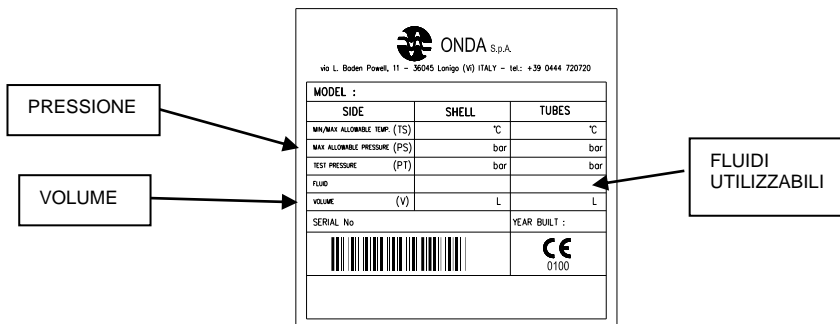 ONDA S.p.A.
via L. Baden Powell, 11 - 36045 Lonigo (Vi) ITALY - tel.: +39 0444 720720
MODEL :
SIDE SHELL TUBES
MIN/MAX ALLOWABLE TEMP. (TS) °C °C
PRESSIONE
MAX ALLOWABLE PRESSURE (PS) bar bar
TEST PRESSURE (PT) bar bar
FLUID
FLUIDI
UTILIZZABILI
VOLUME
VOLUME (V) L L
SERIAL No YEAR BUILT :
CE
0100